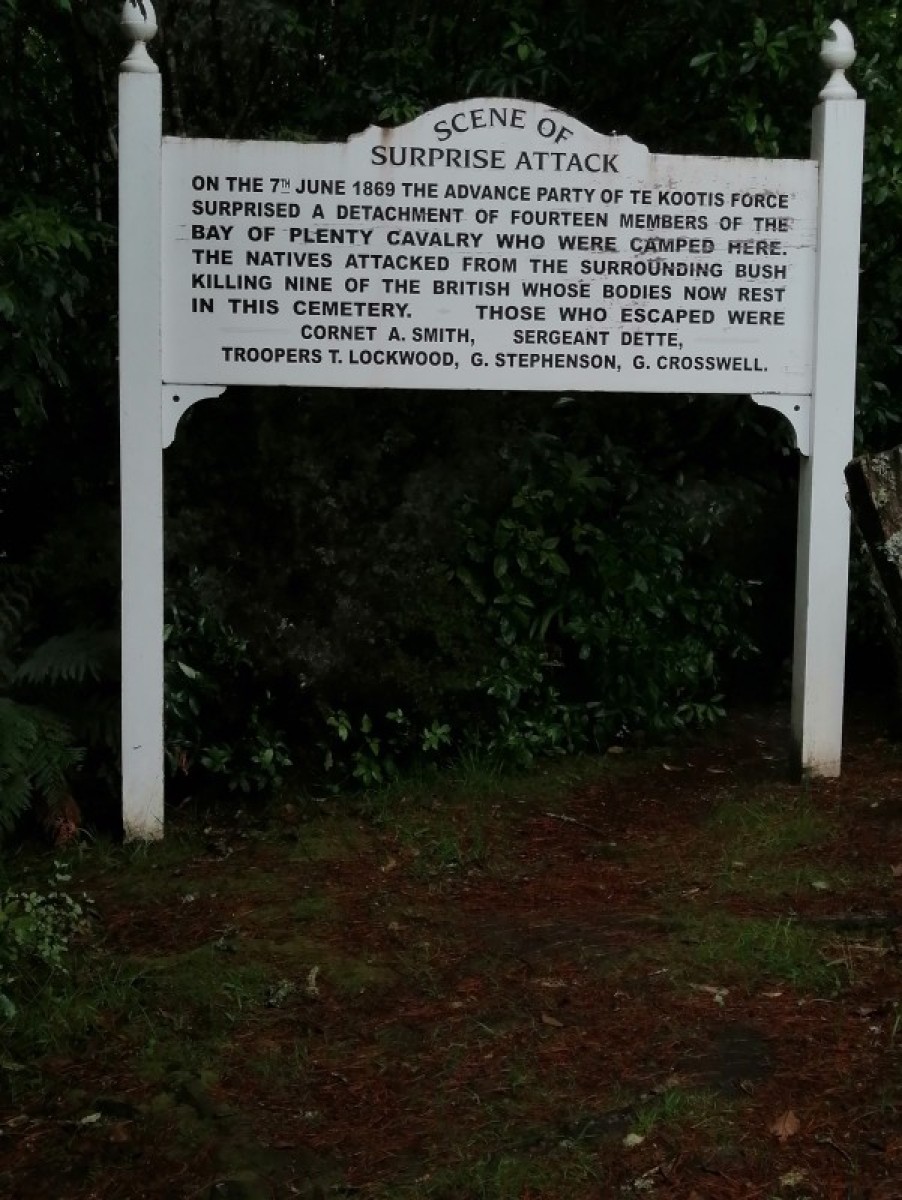 SCENE OF
SURPRISE ATTACK
ON THE 7TH JUNE 1869 THE ADVANCE PARTY OF TE KOOTIS FORCE
SURPRISED A DETACHMENT OF FOURTEEN MEMBERS OF THE
BAY OF PLENTY CAVALRY WHO WERE CAMPED HERE.
THE NATIVES ATTACKED FROM THE SURROUNDING BUSH
KILLING NINE OF THE BRITISH WHOSE BODIES NOW REST
IN THIS CEMETERY. THOSE WHO ESCAPED WERE
CORNET A. SMITH, SERGEANT DETTE,
TROOPERS T. LOCKWOOD, G. STEPHENSON, G. CROSSWELL.